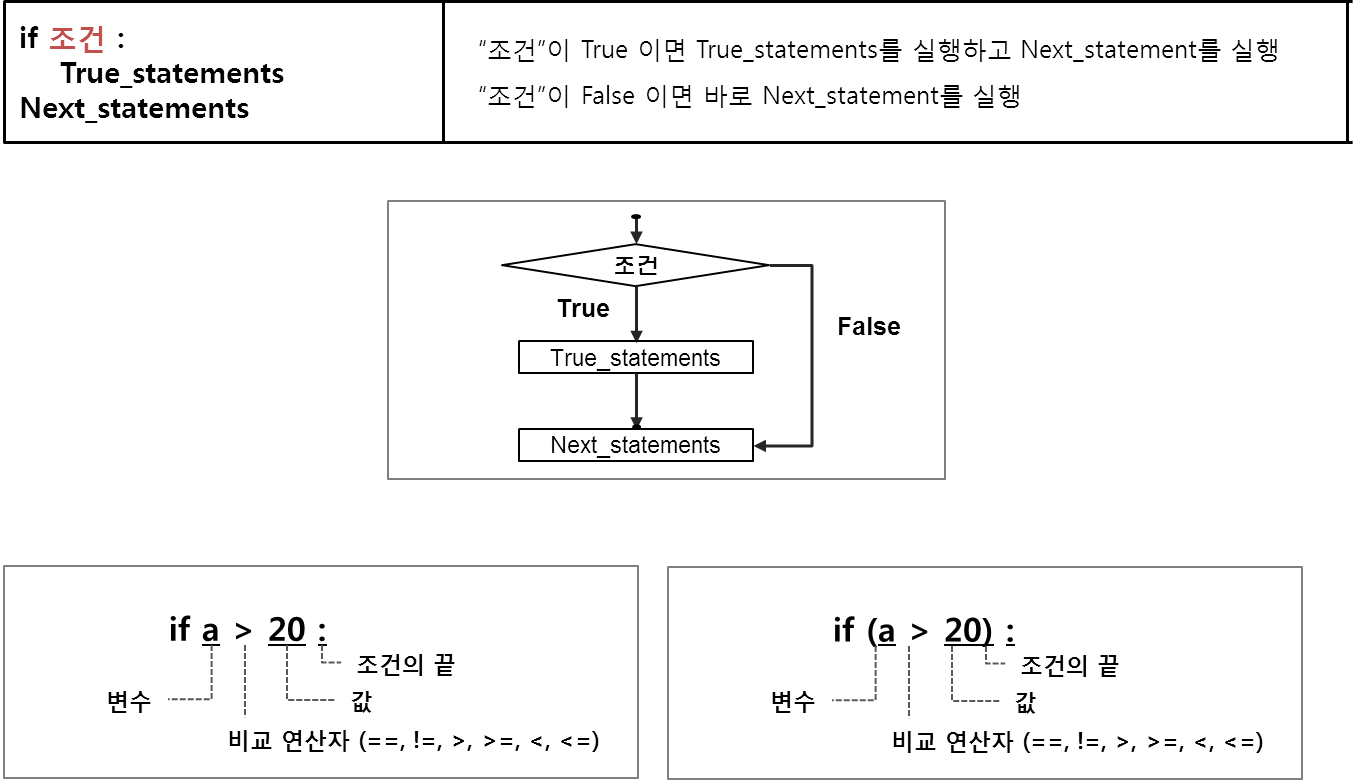 if 조건 :
True_statements
Next_statements
“조건”이 True 이면 True_statements를 실행하고 Next_statement를 실행
“조건”이 False 이면 바로 Next_statement를 실행
조건
True
False
True_statements
Next_statements
if a > 20 :
조건의 끝
변수
값
비교 연산자 (==, !=, >, >=, <, <=)
if (a > 20) :
조건의 끝
변수
값
비교 연산자 (==, !=, >, >=, <, <=)